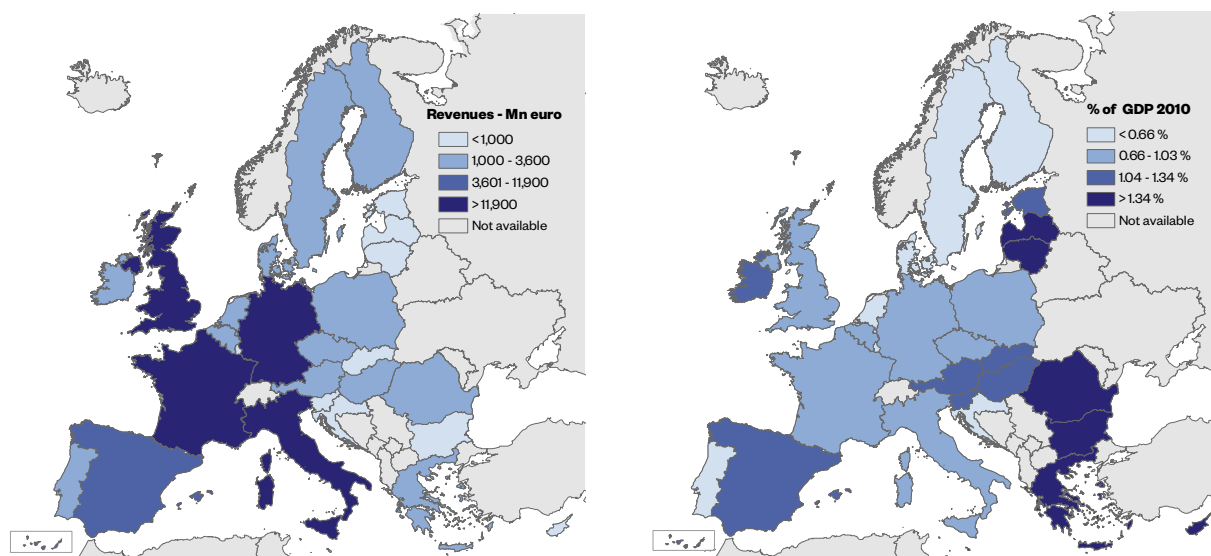 Revenues - Mn euro
<1,000
1,000 - 3,600
3,601 - 11,900
>11,900
Not available
% of GDP 2010
< 0.66 %
0.66 - 1.03 %
1.04 - 1.34 %
> 1.34 %
Not available